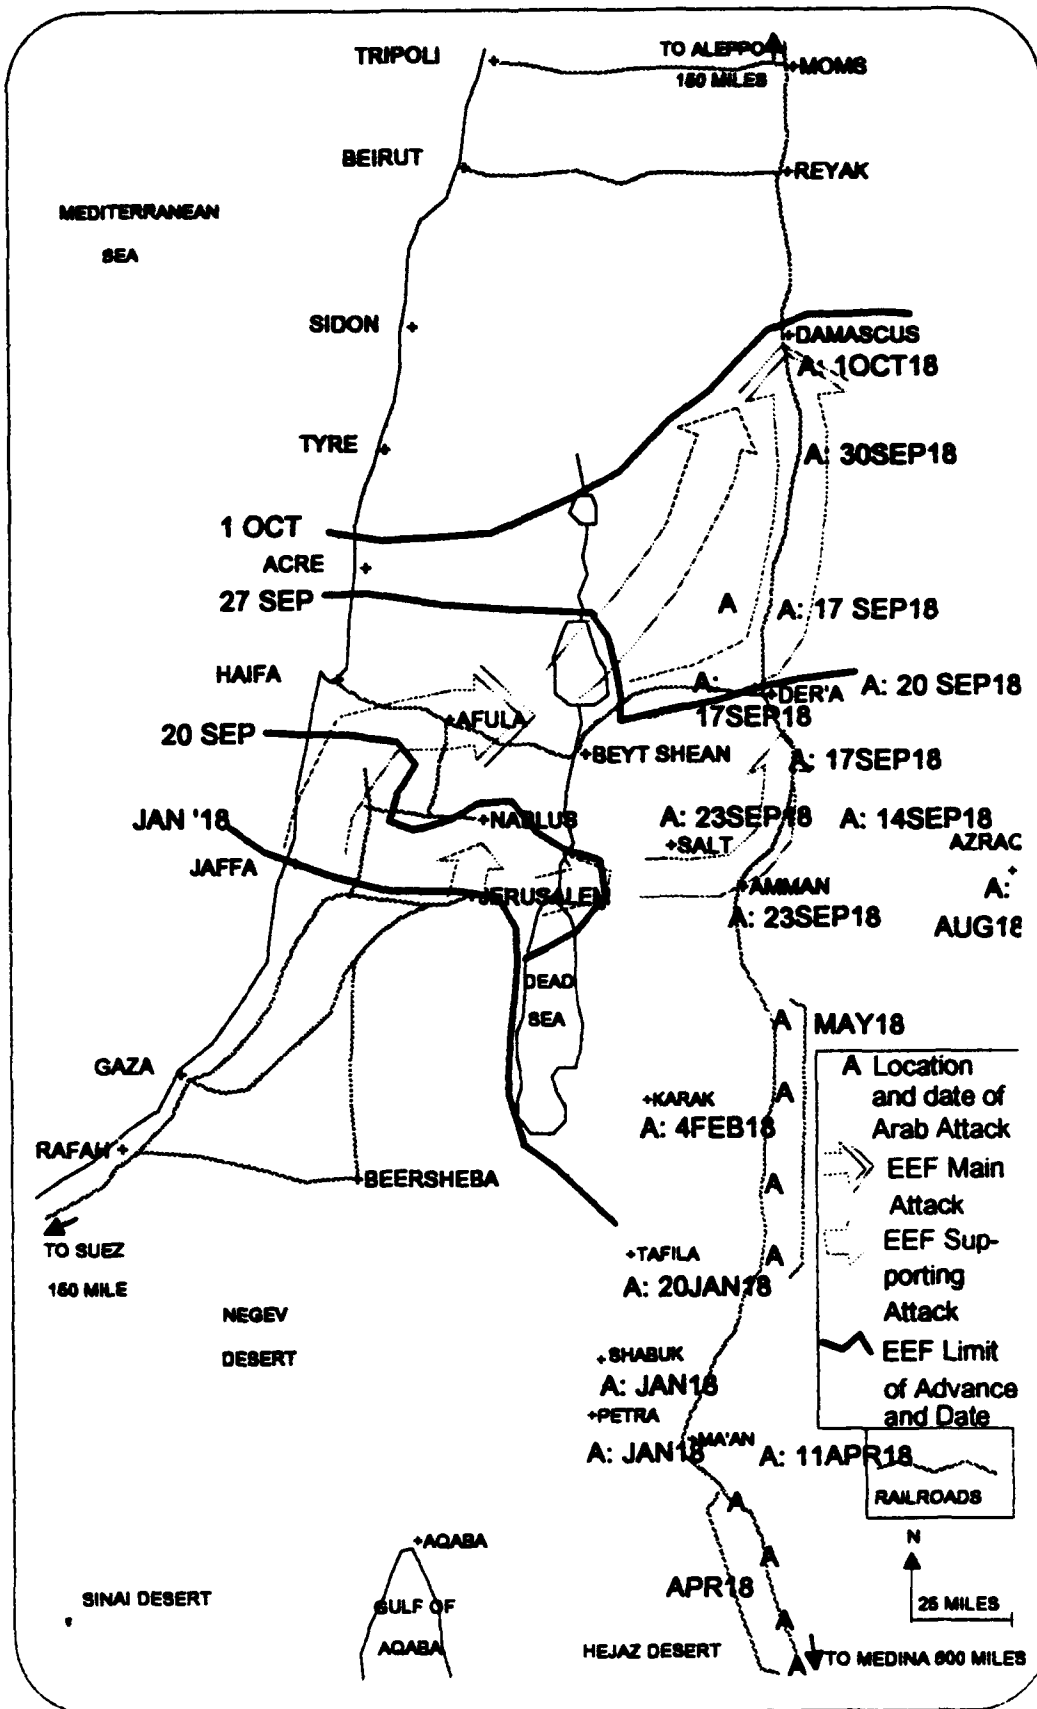 TRIPOLI
TO ALEPPO
150 MILES
MOMS
BEIRUT
REYAK
MEDITERRANEAN
SEA
SIDON
DAMASCUS
A: 1OCT18
TYRE
A: 30SEP18
1 OCT
ACRE
27 SEP
A
A: 17 SEP18
HAIFA
A:
17SEP18
DER'A
A: 20 SEP18
AFULA
20 SEP
BEYT SHEAN
A: 17SEP18
JAN '18
NABLUS
A: 23SEP18
A: 14SEP18
SALT
AZRAC
JAFFA
JERUSALEM
AMMAN
A:
A: 23SEP18
AUG18
DEAD
SEA
A
MAY18
GAZA
A
KARAK
A: 4FEB18
RAFAH
A
BEERSHEBA
TO SUEZ
150 MILE
A
TAFILA
A: 20JAN18
NEGEV
DESERT
SHABUK
A: JAN18
PETRA
A: JAN18
MA'AN
A: 11APR18
A Location
and date of
Arab Attack
EEF Main
Attack
EEF Sup-
porting
Attack
EEF Limit
of Advance
and Date
RAILROADS
A
AQABA
A
N
APR18
SINAI DESERT
GULF OF
AQABA
A
25 MILES
HEJAZ DESERT
A
TO MEDINA 600 MILES